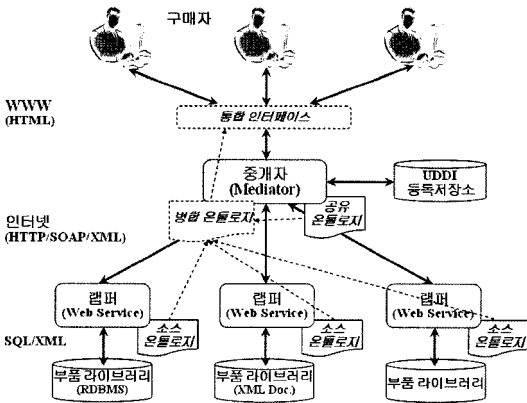 구매자
WWW
(HTML)
통합 인터페이스
중개자
(Mediator)
UDDI
등록저장소
병합 온톨로지
공유
온톨로지
인터넷
(HTTP/SOAP/XML)
랩퍼
(Web Service)
랩퍼
(Web Service)
랩퍼
(Web Service)
소스
온톨로지
소스
온톨로지
소스
온톨로지
SQL/XML
부품 라이브러리
(RDBMS)
부품 라이브러리
(XML Doc.)
부품 라이브러리